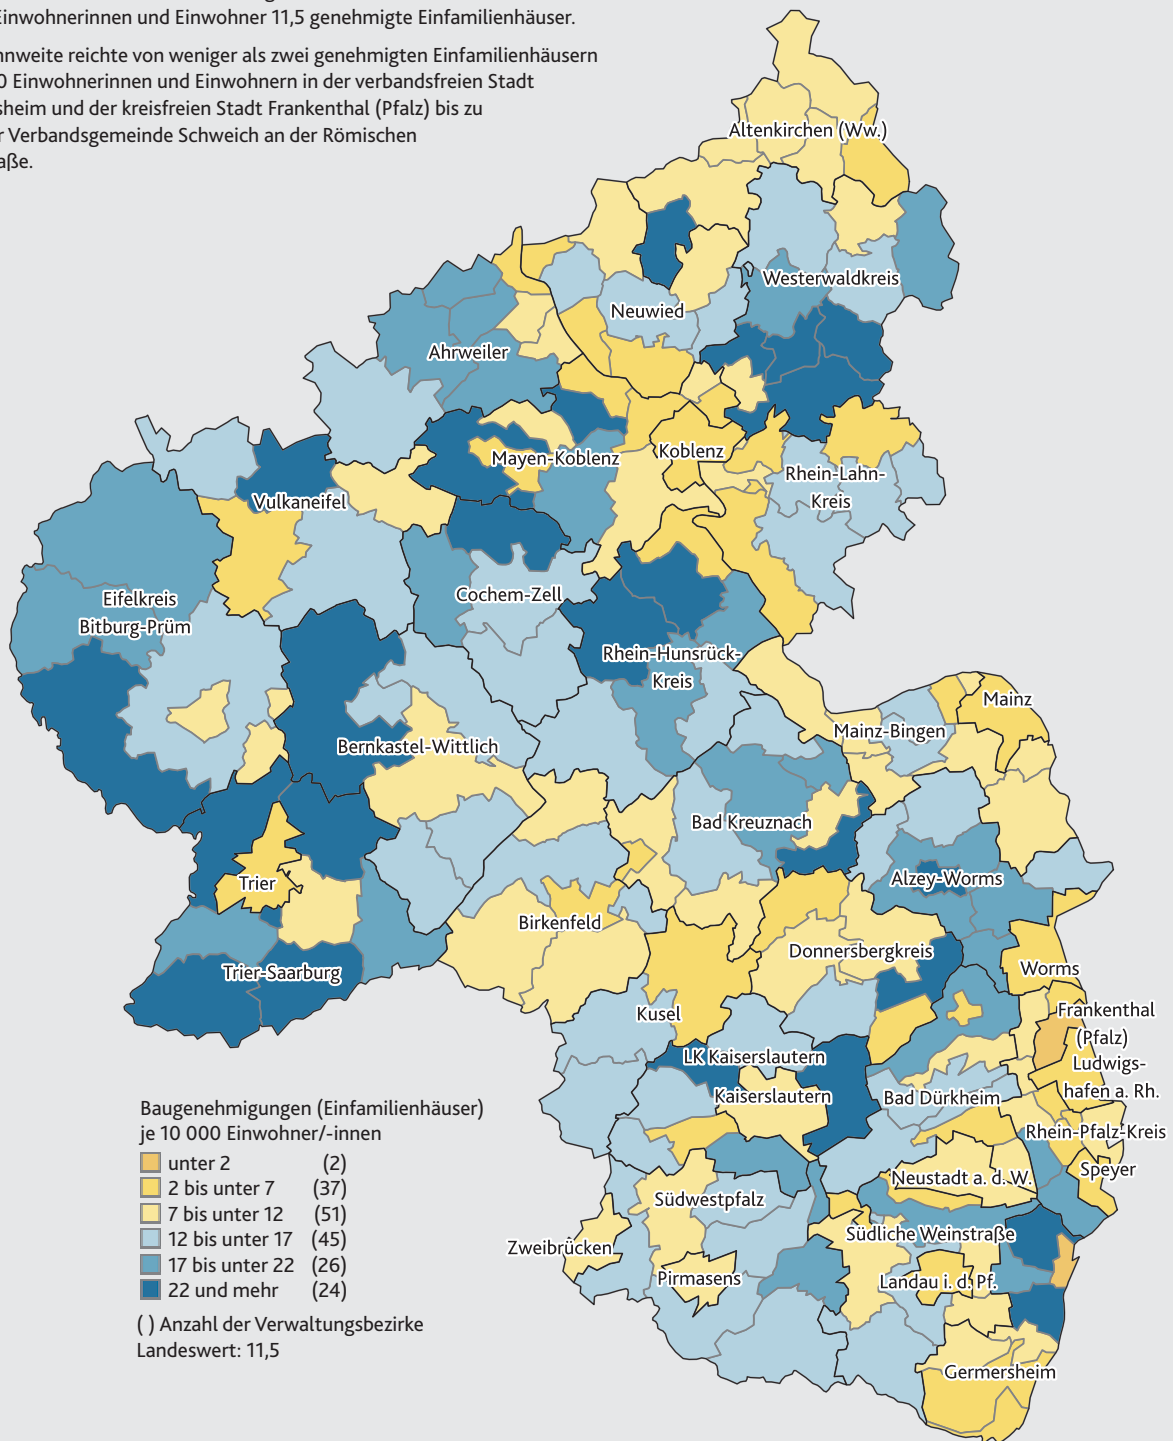 Einwohnerinnen und Einwohner 11,5 genehmigte Einfamilienhäuser.
nnweite reichte von weniger als zwei genehmigten Einfamilienhäusern
0 Einwohnerinnen und Einwohnern in der verbandsfreien Stadt
sheim und der kreisfreien Stadt Frankenthal (Pfalz) bis zu
r Verbandsgemeinde Schweich an der Römischen
aße.
Altenkirchen (Ww.)
Westerwaldkreis
Neuwied
Ahrweiler
Koblenz
Mayen-Koblenz
Rhein-Lahn-
Kreis
Vulkaneifel
Cochem-Zell
Eifelkreis
Bitburg-Prüm
Rhein-Hunsrück-
Kreis
Mainz
Mainz-Bingen
Bernkastel-Wittlich
Bad Kreuznach
Alzey-Worms
Trier
Birkenfeld
Donnersbergkreis
Trier-Saarburg
Worms
Kusel
Frankenthal
(Pfalz)
LK Kaiserslautern
Ludwigs-
hafen a. Rh.
Kaiserslautern
Bad Dürkheim
Rhein-Pfalz-Kreis
Speyer
Neustadt a. d. W.
Südwestpfalz
Südliche Weinstraße
Zweibrücken
Pirmasens
Landau i. d. Pf.
Germersheim
Baugenehmigungen (Einfamilienhäuser)
je 10 000 Einwohner/-innen
unter 2 (2)
2 bis unter 7 (37)
7 bis unter 12 (51)
12 bis unter 17 (45)
17 bis unter 22 (26)
22 und mehr (24)
( ) Anzahl der Verwaltungsbezirke
Landeswert: 11,5